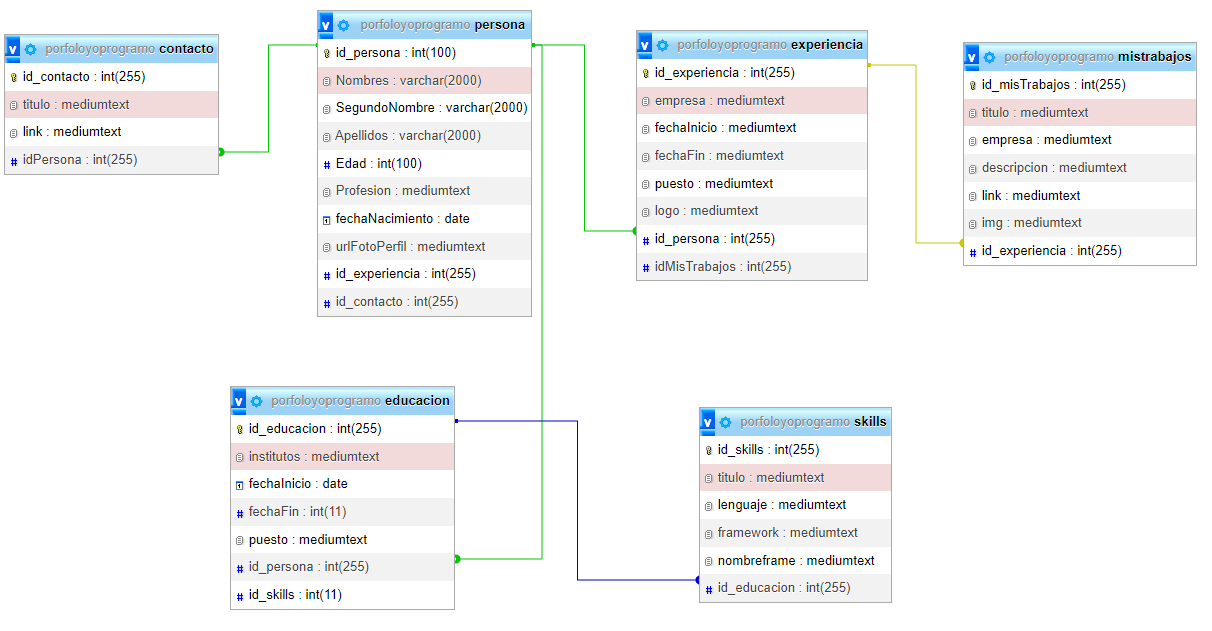 v porfoloyoprogramo contacto
id_contacto : int(255)
titulo : mediumtext
link : mediumtext
idPersona : int(255)
v porfoloyoprogramo persona
id_persona : int(100)
Nombres : varchar(2000)
SegundoNombre : varchar(2000)
Apellidos : varchar(2000)
# Edad : int(100)
Profesion : mediumtext
fechaNacimiento : date
urlFotoPerfil : mediumtext
# id_experiencia : int(255)
# id_contacto : int(255)
v porfoloyoprogramo experiencia
id_experiencia : int(255)
empresa : mediumtext
fechaInicio : mediumtext
fechaFin : mediumtext
puesto : mediumtext
logo : mediumtext
# id_persona : int(255)
# idMisTrabajos : int(255)
v porfoloyoprogramo mistrabajos
id_misTrabajos : int(255)
titulo : mediumtext
empresa : mediumtext
descripcion : mediumtext
link : mediumtext
img : mediumtext
# id_experiencia : int(255)
v porfoloyoprogramo educacion
id_educacion : int(255)
institutos : mediumtext
fechaInicio : date
# fechaFin : int(11)
puesto : mediumtext
# id_persona : int(255)
# id_skills : int(11)
v porfoloyoprogramo skills
id_skills : int(255)
titulo : mediumtext
lenguaje : mediumtext
framework : mediumtext
nombreframe : mediumtext
# id_educacion : int(255)